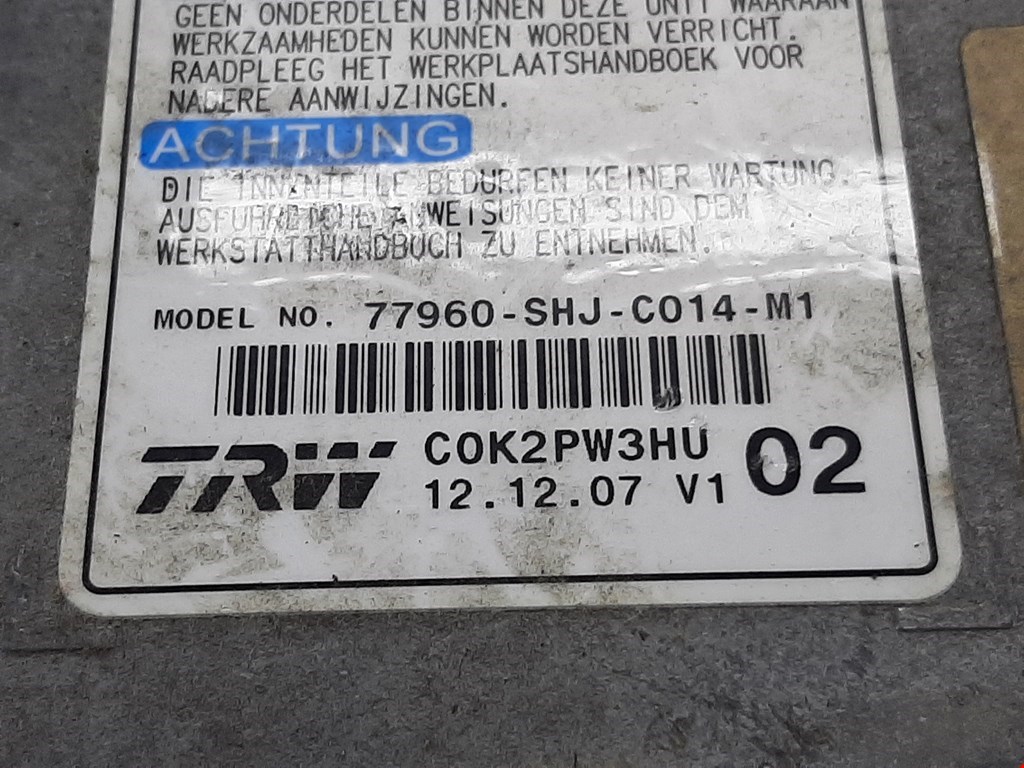 GEEN ONDERDELEN BINNEN DEZE UNIT WAARAAN
WERKZAAMHEDEN KUNNEN WORDEN VERRICHT.
RAADPLEEG HET WERKPLAATSHANDBOEK VOOR
NADERE AANWIJZINGEN.
ACHTUNG
DIE INNENTEILE BEDURFEN KEINER WARTUNG.
AUSFUHRLICHE ANWEISUNGEN SIND DEM
WERKSTATTHANDBUCH ZU ENTNEHMEN.
MODEL NO. 77960-SHJ-C014-M1
TRW C0K2PW3HU 02
12.12.07 V1